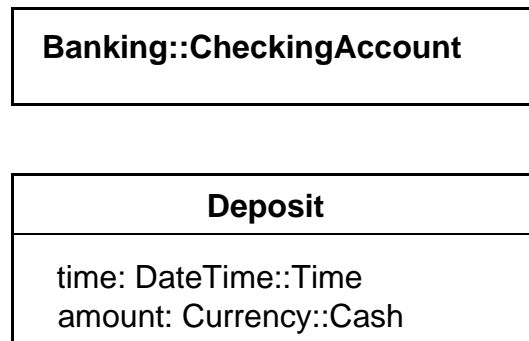 Banking::CheckingAccount
Deposit
time: DateTime::Time
amount: Currency::Cash